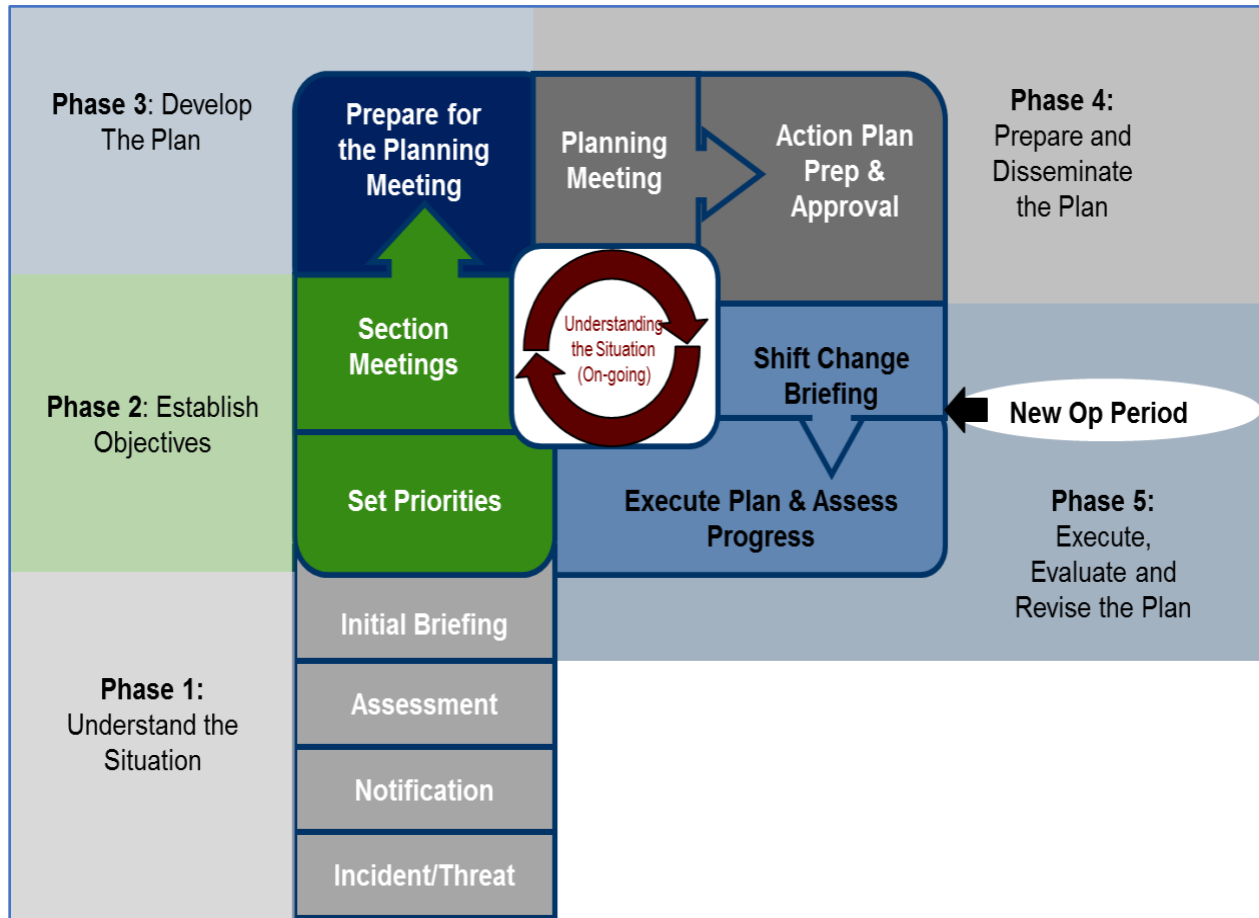 Phase 3: Develop
The Plan
Prepare for
the Planning
Meeting
Planning
Meeting
Action Plan
Prep &
Approval
Phase 4:
Prepare and
Disseminate
the Plan
Phase 2: Establish
Objectives
Section
Meetings
Set Priorities
Understanding
the Situation
(On-going)
Shift Change
Briefing
New Op Period
Execute Plan & Assess
Progress
Phase 5:
Execute,
Evaluate and
Revise the Plan
Phase 1:
Understand the
Situation
Initial Briefing
Assessment
Notification
Incident/Threat